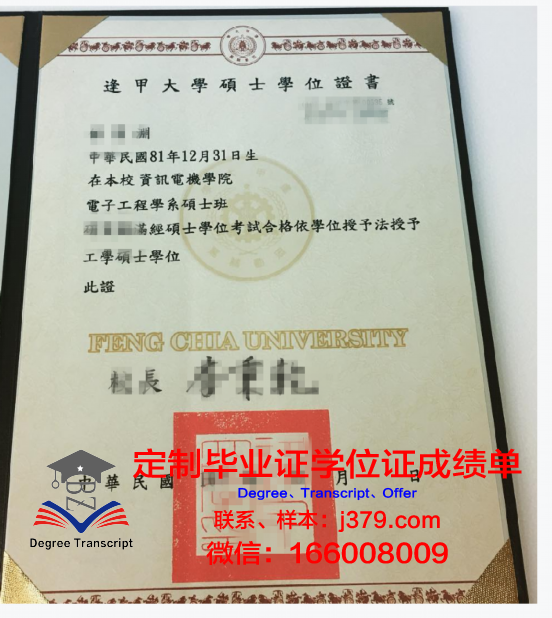 逢甲大學碩士學位證書
號
中華民國81年12月31日生
在本校 資訊電機學院
電子工程學系碩士班
經碩士學位考試合格依學位授予法授予
工學碩士學位
此證
FENG CHIA UNIVERSITY
校長
定制毕业证学位证成绩单
中華民國 月 日
Degree、Transcript、Offer
联系、样本：j379.com
Degree Transcript
微信：166008009